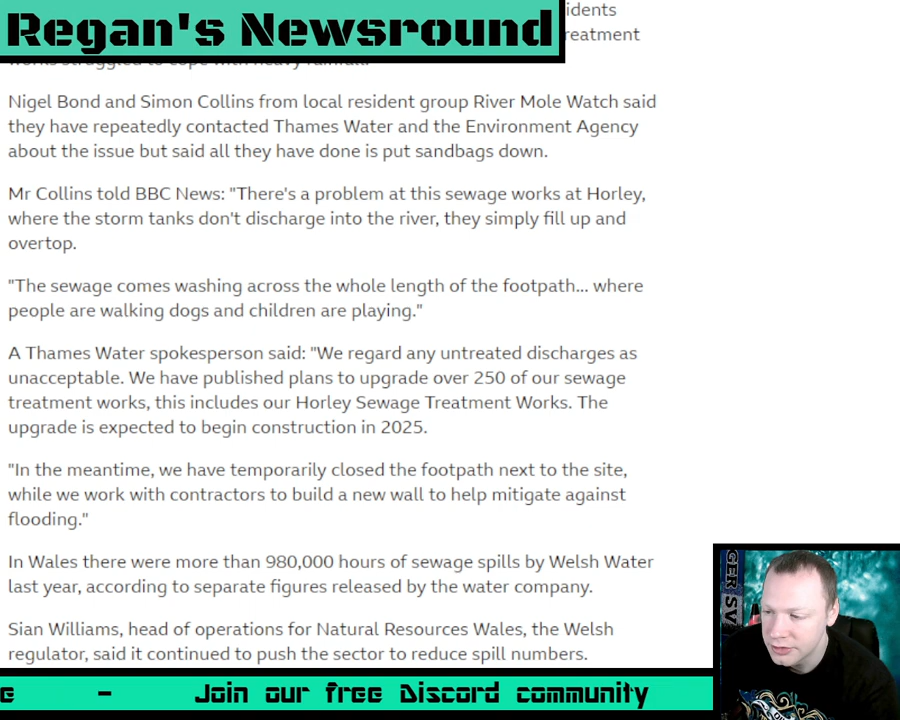 Regan's Newsround
idents
reatment
works struggled to cope with heavy rainfall.
Nigel Bond and Simon Collins from local resident group River Mole Watch said
they have repeatedly contacted Thames Water and the Environment Agency
about the issue but said all they have done is put sandbags down.
Mr Collins told BBC News: "There's a problem at this sewage works at Horley,
where the storm tanks don't discharge into the river, they simply fill up and
overtop.
"The sewage comes washing across the whole length of the footpath... where
people are walking dogs and children are playing."
A Thames Water spokesperson said: "We regard any untreated discharges as
unacceptable. We have published plans to upgrade over 250 of our sewage
treatment works, this includes our Horley Sewage Treatment Works. The
upgrade is expected to begin construction in 2025.
"In the meantime, we have temporarily closed the footpath next to the site,
while we work with contractors to build a new wall to help mitigate against
flooding."
In Wales there were more than 980,000 hours of sewage spills by Welsh Water
last year, according to separate figures released by the water company.
Sian Williams, head of operations for Natural Resources Wales, the Welsh
regulator, said it continued to push the sector to reduce spill numbers.
e - Join our free Discord community